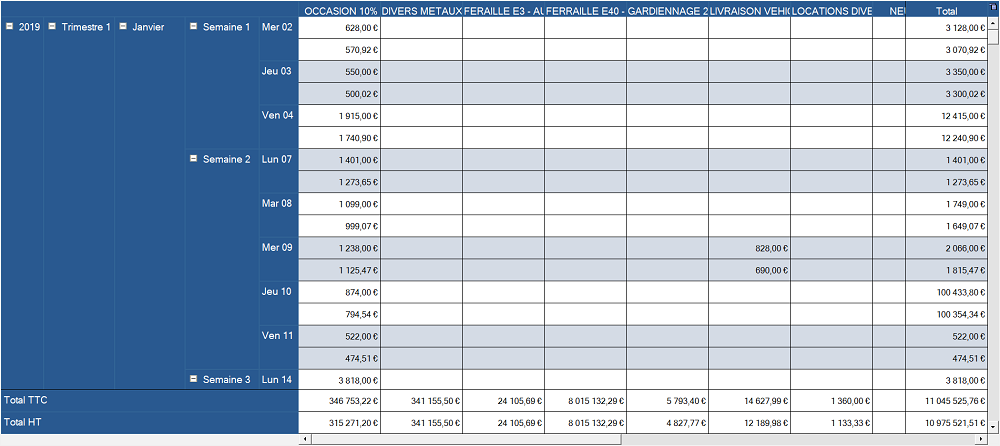 OCCASION 10% DIVERS METAUX FERAILLE E3 - AU FERRAILLE E40 - GARDIENNAGE 2 LIVRAISON VEHIC LOCATIONS DIVE NEU Total
2019 Trimestre 1 Janvier Semaine 1 Mer 02 628,00 € 3 128,00 €
570,92 € 3 070,92 €
Jeu 03 550,00 € 3 350,00 €
500,02 € 3 300,02 €
Ven 04 1 915,00 € 12 415,00 €
1 740,90 € 12 240,90 €
Semaine 2 Lun 07 1 401,00 € 1 401,00 €
1 273,65 € 1 273,65 €
Mar 08 1 099,00 € 1 749,00 €
999,07 € 1 649,07 €
Mer 09 1 238,00 € 828,00 € 2 066,00 €
1 125,47 € 690,00 € 1 815,47 €
Jeu 10 874,00 € 100 433,80 €
794,54 € 100 354,34 €
Ven 11 522,00 € 522,00 €
474,51 € 474,51 €
Semaine 3 Lun 14 3 818,00 € 3 818,00 €
Total TTC 346 753,22 € 341 155,50 € 24 105,69 € 8 015 132,29 € 5 793,40 € 14 627,99 € 1 360,00 € 11 045 525,76 €
Total HT 315 271,20 € 341 155,50 € 24 105,69 € 8 015 132,29 € 4 827,77 € 12 189,98 € 1 133,33 € 10 975 521,51 €